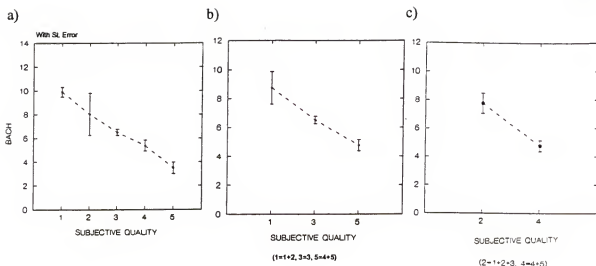 a)
b)
c)
With St. Error
14
12
10
8
6
4
2
0
BACH
1 2 3 4 5
SUBJECTIVE QUALITY
12
10
8
6
4
2
0
1 3 5
SUBJECTIVE QUALITY
(1=1+2, 3=3, 5=4+5)
12
10
8
6
4
2
0
2 4
SUBJECTIVE QUALITY
(2=1+2+3, 4=4+5)